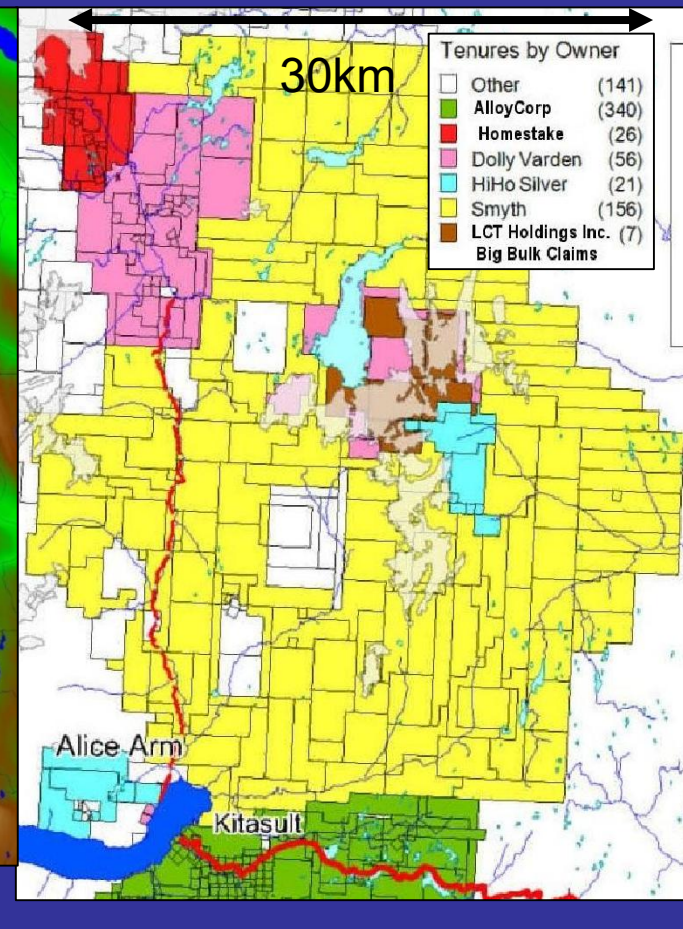 30km
Tenures by Owner
Other (141)
AlloyCorp (340)
Homestake (26)
Dolly Varden (56)
HiHo Silver (21)
Smyth (156)
LCT Holdings Inc. (7)
Big Bulk Claims
Alice Arm
Kitasult